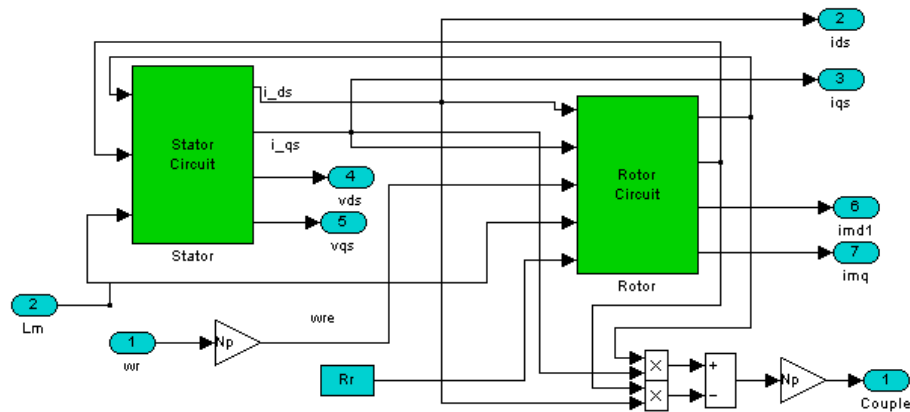 2
ids
3
iqs
i_ds
Stator
Circuit
i_qs
Rotor
Circuit
4
vds
5
vqs
Stator
6
imd1
7
imq
Rotor
2
Lm
wre
1
wr
Np
Rr
×
×
+
−
Np
1
Couple